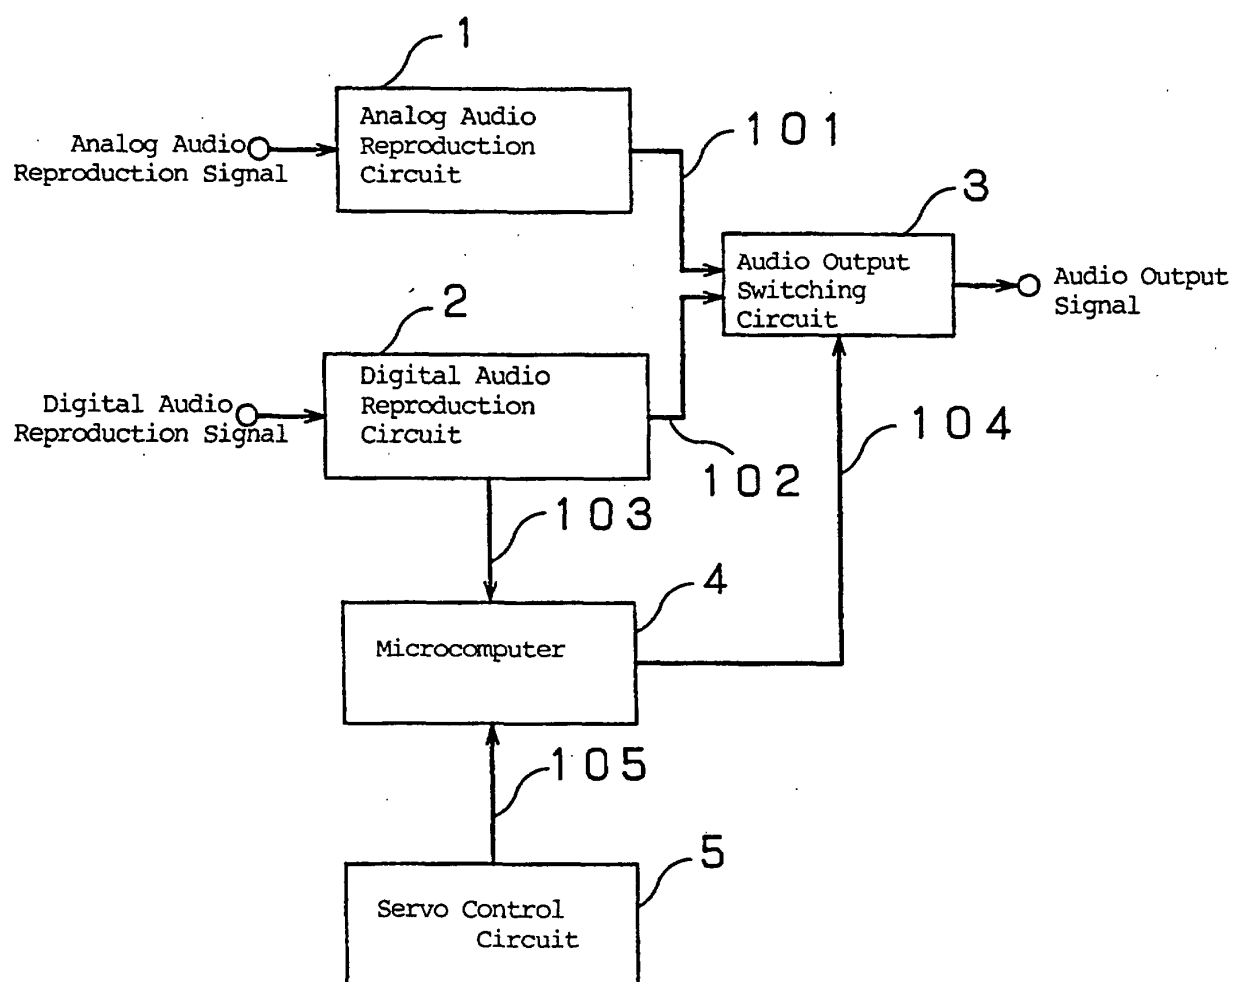 1
Analog Audio
Reproduction
Circuit
Analog Audio
Reproduction Signal
101
3
Audio Output
Switching
Circuit
Audio Output
Signal
2
Digital Audio
Reproduction
Circuit
Digital Audio
Reproduction Signal
102
104
103
4
Microcomputer
105
5
Servo Control
Circuit